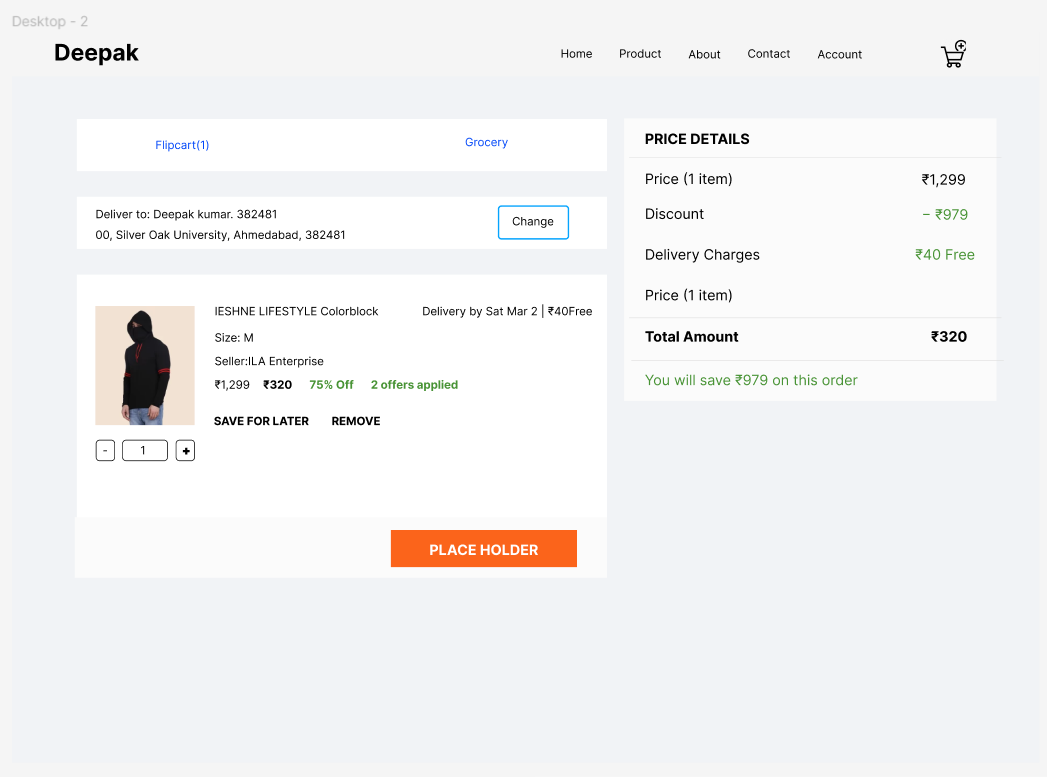 Desktop - 2
Deepak
Home Product About Contact Account
Flipcart(1) Grocery
Deliver to: Deepak kumar. 382481
00, Silver Oak University, Ahmedabad, 382481
Change
IESHNE LIFESTYLE Colorblock Delivery by Sat Mar 2 | ₹40Free
Size: M
Seller:ILA Enterprise
₹1,299 ₹320 75% Off 2 offers applied
SAVE FOR LATER REMOVE
- 1 +
PLACE HOLDER
PRICE DETAILS
Price (1 item) ₹1,299
Discount − ₹979
Delivery Charges ₹40 Free
Price (1 item)
Total Amount ₹320
You will save ₹979 on this order